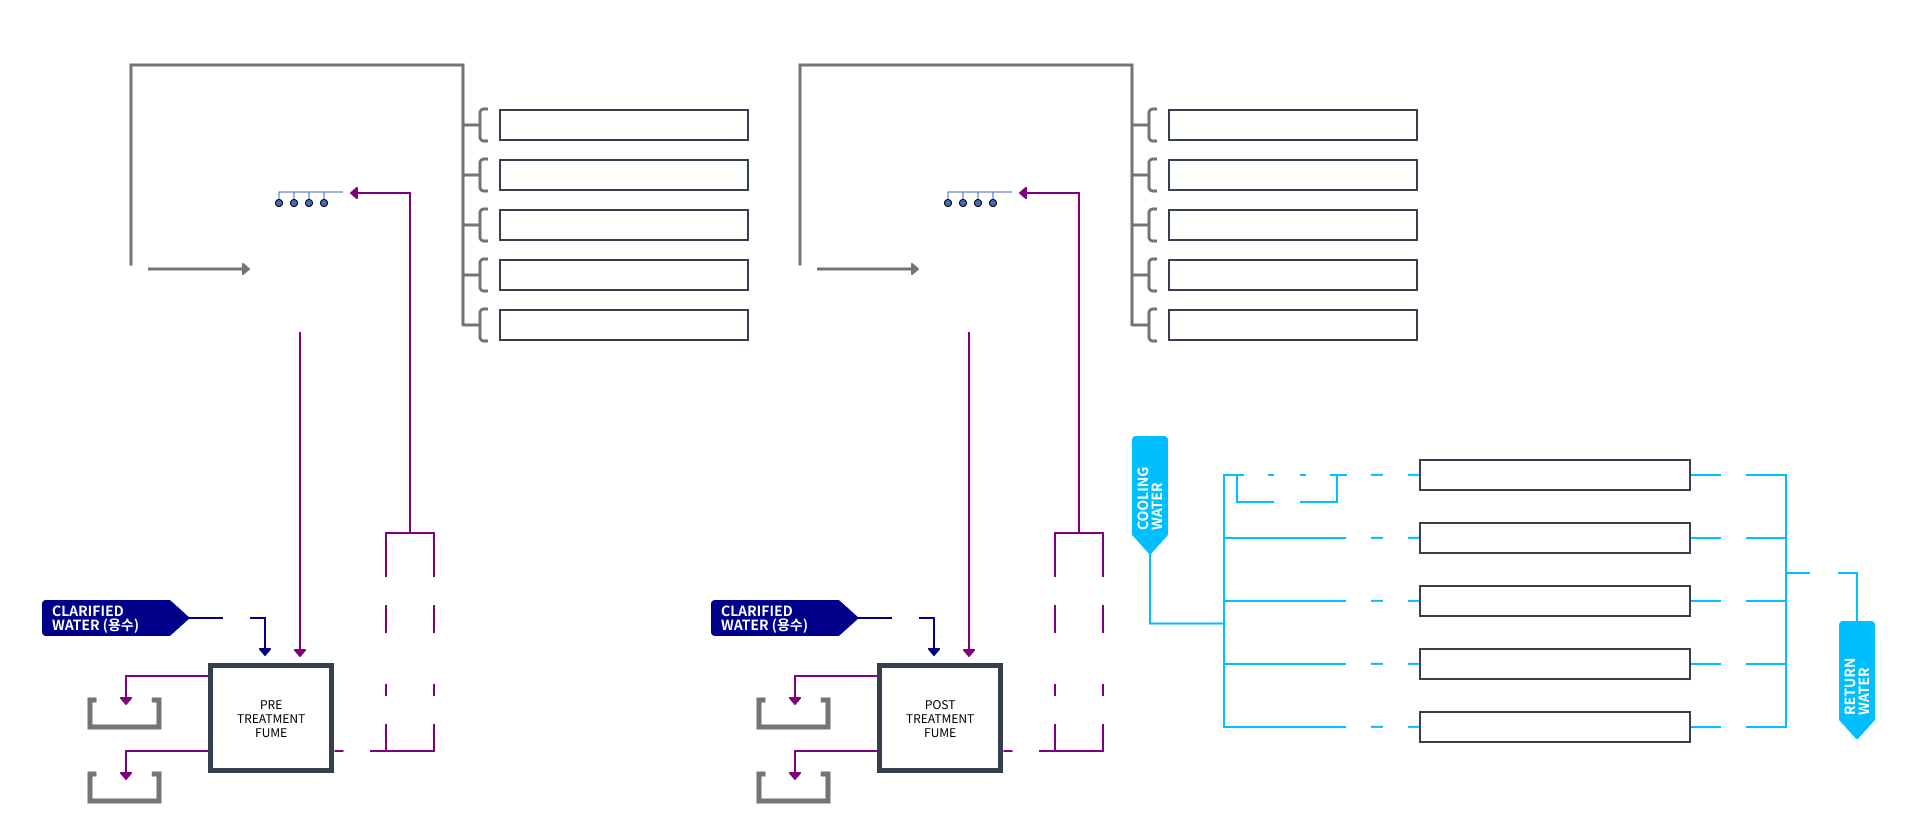 COOLING
WATER
CLARIFIED
WATER (용수)
CLARIFIED
WATER (용수)
RETURN
WATER
PRE
TREATMENT
FUME
POST
TREATMENT
FUME